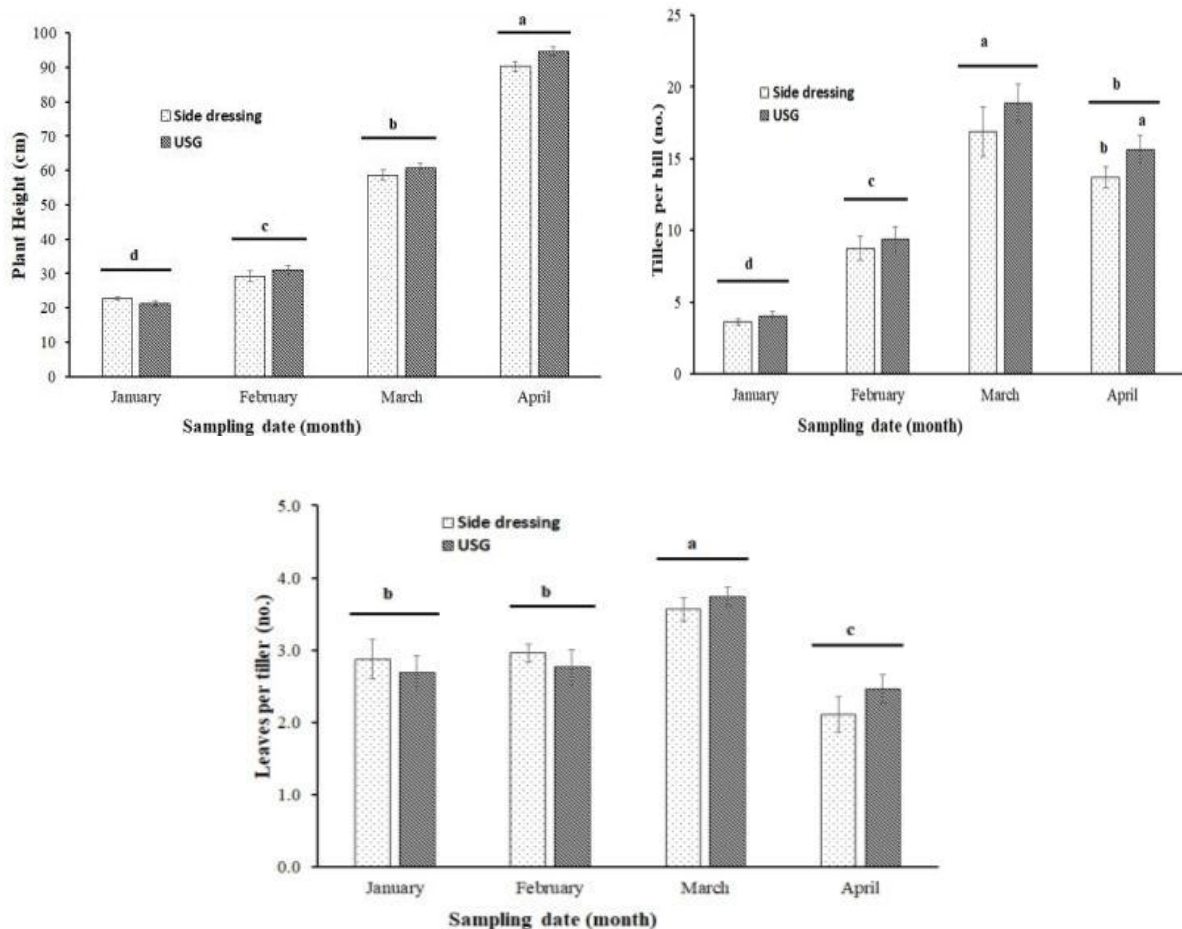 Plant Height (cm)
100
90
80
70
60
50
40
30
20
10
0
Side dressing
USG
d
c
b
a
January February March April
Sampling date (month)
Tillers per hill (no.)
25
20
15
10
5
0
Side dressing
USG
d
c
a
b
b
a
January February March April
Sampling date (month)
Leaves per tiller (no.)
5.0
4.0
3.0
2.0
1.0
0.0
Side dressing
USG
b
b
a
c
January February March April
Sampling date (month)